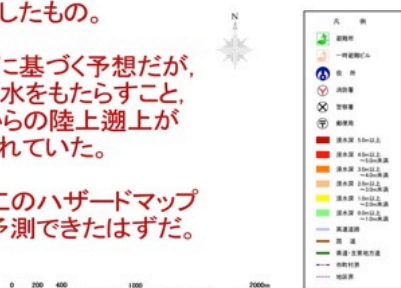 したもの。
に基づく予想だが,
水をもたらすこと,
らの陸上遡上が
れていた。
このハザードマップ
予測できたはずだ。
N
凡 例
避難所
一時避難ビル
役 所
消防署
警察署
郵便局
浸水深 5.0m以上
浸水深 4.0m以上
~5.0m未満
浸水深 3.0m以上
~4.0m未満
浸水深 2.0m以上
~3.0m未満
浸水深 1.0m以上
~2.0m未満
浸水深 0.0m以上
~1.0m未満
高速道路
国 道
県道・主要地方道
市町村界
地区界
0 200 400 1000 2000m